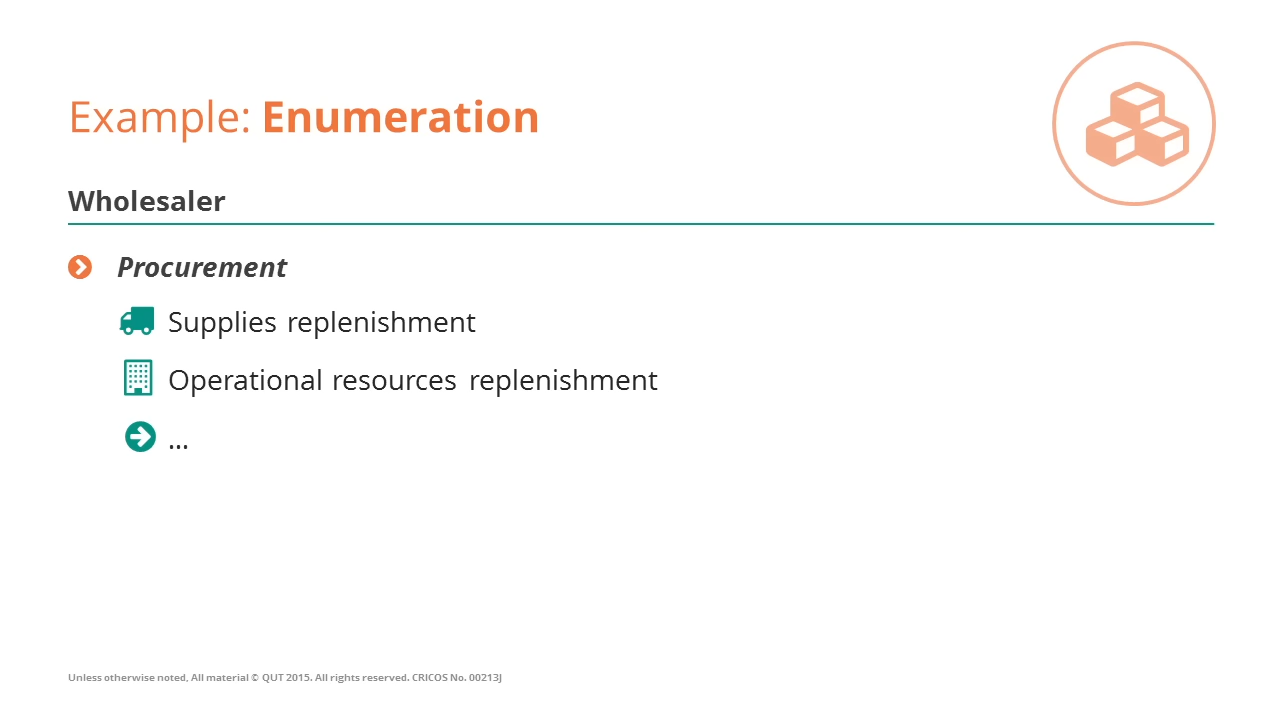 Example: Enumeration
Wholesaler
Procurement
Supplies replenishment
Operational resources replenishment
...
Unless otherwise noted, All material © QUT 2015. All rights reserved. CRICOS No. 00213J